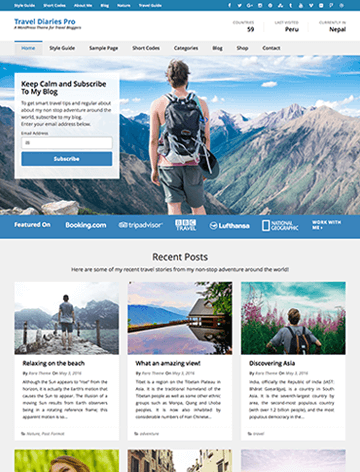 Style Guide Short Codes About Me Blog Nature Travel Guide
Travel Diaries Pro
A WordPress Theme for Travel Bloggers
COUNTRIES
59
LAST VISITED
Peru
CURRENTLY IN
Nepal
Home Style Guide Sample Page Short Codes Categories Blog Shop Contact
Keep Calm and Subscribe
To My Blog
To get smart travel tips and regular about
about my non stop adventure around the
world, subscribe to my blog.
Enter your email address below.
Email Address
Subscribe
Featured On Booking.com tripadvisor BBC TRAVEL Lufthansa NATIONAL GEOGRAPHIC WORK WITH ME
Recent Posts
Here are some of my recent travel stories from my non-stop adventure around the world!
Relaxing on the beach
By Rara Theme On May 3, 2016
Although the Sun appears to "rise" from the
horizon, it is actually the Earth's motion that
causes the Sun to appear. The illusion of a
moving Sun results from Earth observers
being in a rotating reference frame; this
apparent motion is so...
Nature, Post Format
What an amazing view!
By Rara Theme On May 3, 2016
Tibet is a region on the Tibetan Plateau in
Asia. It is the traditional homeland of the
Tibetan people as well as some other ethnic
groups such as Monpa, Qiang and Lhoba
peoples. It is now also inhabited by
considerable numbers of Han Chinese...
adventure
Discovering Asia
By Rara Theme On May 3, 2016
India, officially the Republic of India (IAST:
Bhārat Gaṇarājya), is a country in South
Asia. It is the seventh-largest country by
area, the second-most populous country
(with over 1.2 billion people), and the most
populous democracy in the...
travel